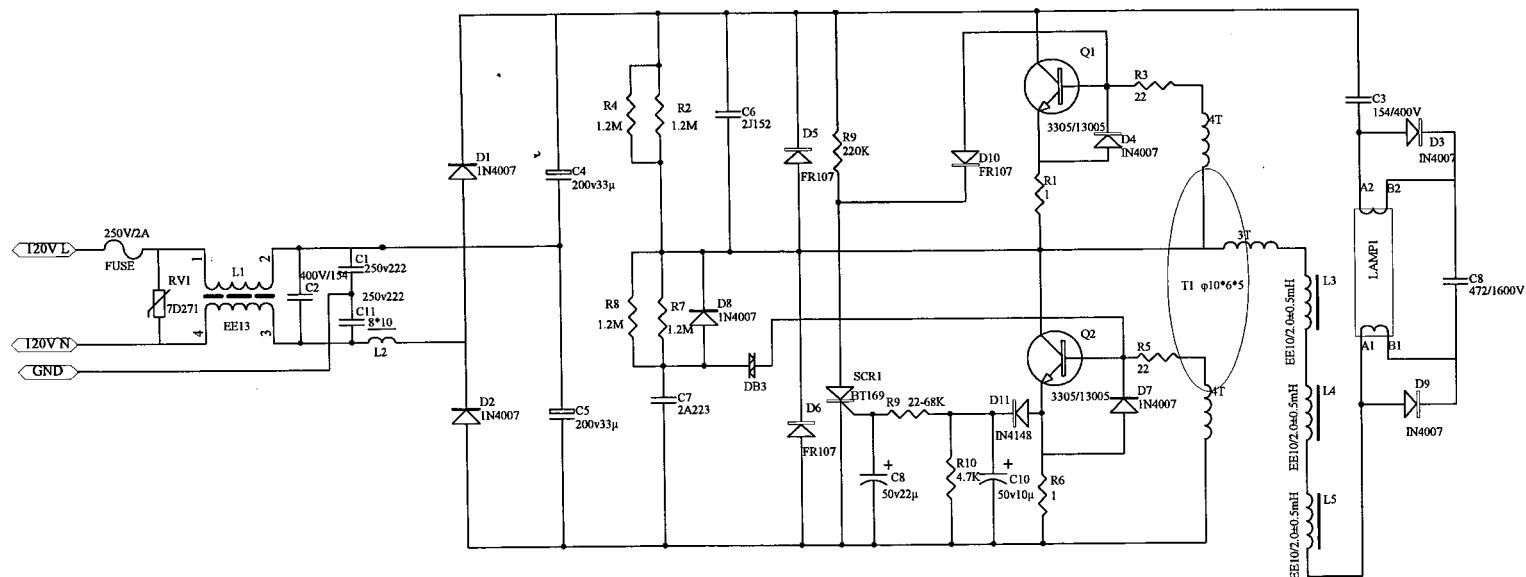 120V L
120V N
GND
250V/2A
FUSE
RV1
7D271
1
2
L1
EE13
4
3
400V/154
C2
C1
250v222
250v222
C11
8*10
L2
D1
1N4007
D2
1N4007
C4
200v33μ
C5
200v33μ
R4
1.2M
R2
1.2M
C6
2J152
R8
1.2M
R7
1.2M
D8
1N4007
DB3
C7
2A223
D5
FR107
D6
FR107
R9
220K
D10
FR107
SCR1
BT169
R9 22-68K
C8
50v22μ
R10
4.7K
D11
IN4148
C10
50v10μ
Q1
3305/13005
R3
22
D4
IN4007
R1
1
4T
3T
T1 φ10*6*5
Q2
3305/13005
R5
22
D7
1N4007
R6
1
4T
L3
EE10/2.0±0.5mH
L4
EE10/2.0±0.5mH
L5
EE10/2.0±0.5mH
C3
154/400V
D3
IN4007
A2
B2
LAMP1
A1
B1
C8
472/1600V
D9
IN4007